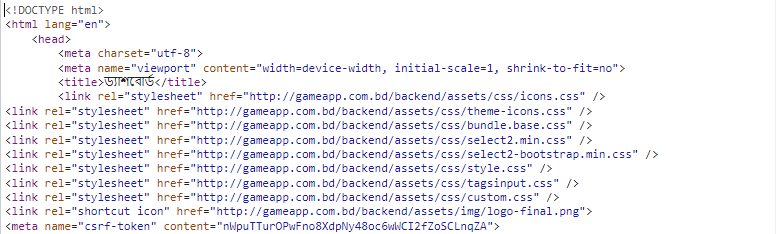 <!DOCTYPE html>
<html lang="en">
<head>
<meta charset="utf-8">
<meta name="viewport" content="width=device-width, initial-scale=1, shrink-to-fit=no">
<title>ড্যাশবোর্ড</title>
<link rel="stylesheet" href="http://gameapp.com.bd/backend/assets/css/icons.css" />
<link rel="stylesheet" href="http://gameapp.com.bd/backend/assets/css/theme-icons.css" />
<link rel="stylesheet" href="http://gameapp.com.bd/backend/assets/css/bundle.base.css" />
<link rel="stylesheet" href="http://gameapp.com.bd/backend/assets/css/select2.min.css" />
<link rel="stylesheet" href="http://gameapp.com.bd/backend/assets/css/select2-bootstrap.min.css" />
<link rel="stylesheet" href="http://gameapp.com.bd/backend/assets/css/style.css" />
<link rel="stylesheet" href="http://gameapp.com.bd/backend/assets/css/tagsinput.css" />
<link rel="stylesheet" href="http://gameapp.com.bd/backend/assets/css/custom.css" />
<link rel="shortcut icon" href="http://gameapp.com.bd/backend/assets/img/logo-final.png">
<meta name="csrf-token" content="nWpuTTurOPwFno8XdpNy48oc6wWCI2fZoSCLnqZA">